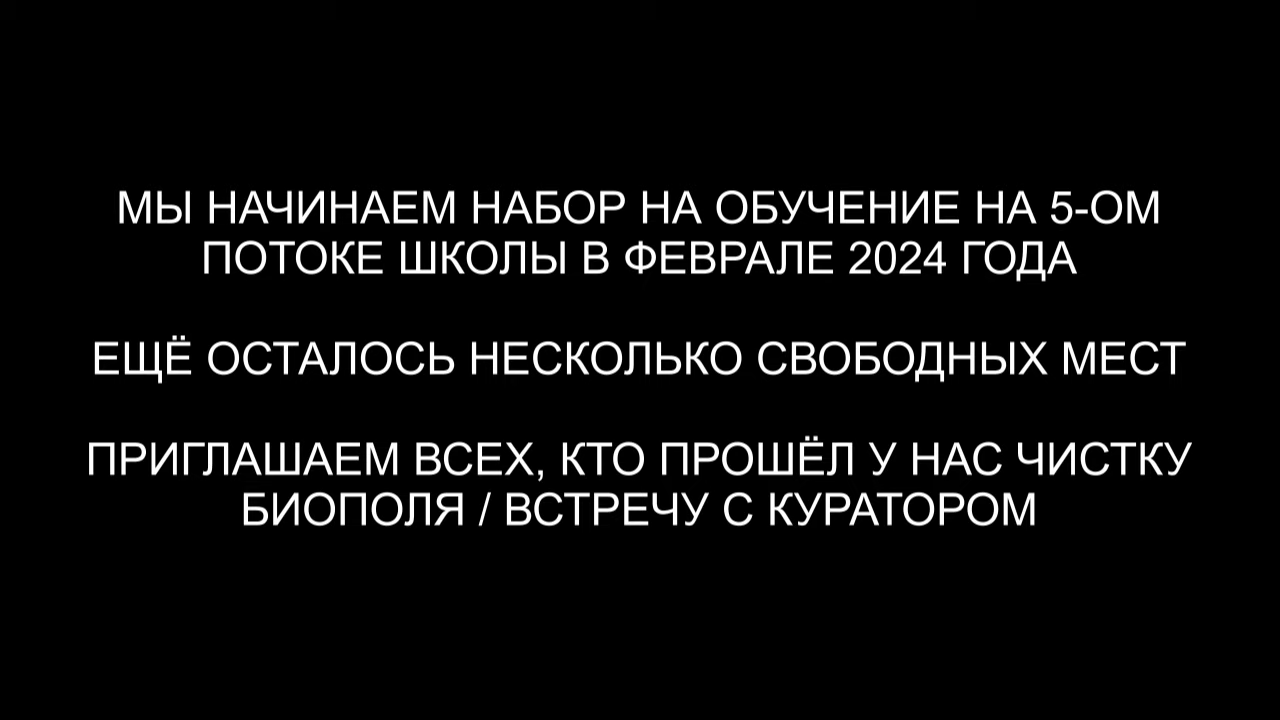 МЫ НАЧИНАЕМ НАБОР НА ОБУЧЕНИЕ НА 5-ОМ
ПОТОКЕ ШКОЛЫ В ФЕВРАЛЕ 2024 ГОДА
ЕЩЁ ОСТАЛОСЬ НЕСКОЛЬКО СВОБОДНЫХ МЕСТ
ПРИГЛАШАЕМ ВСЕХ, КТО ПРОШЁЛ У НАС ЧИСТКУ
БИОПОЛЯ / ВСТРЕЧУ С КУРАТОРОМ